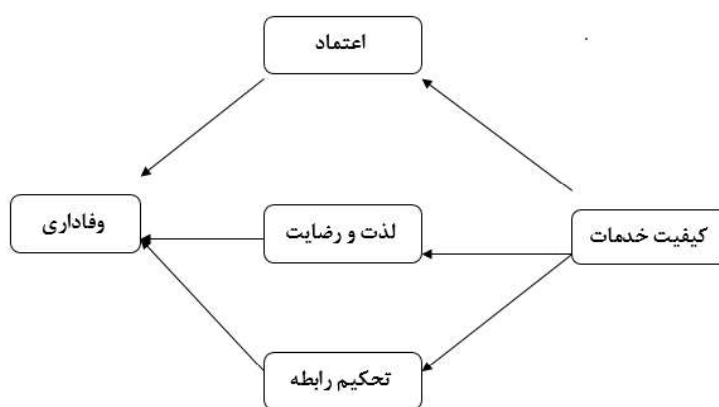 اعتماد
کیفیت خدمات
لذت و رضایت
وفاداری
تحکیم رابطه